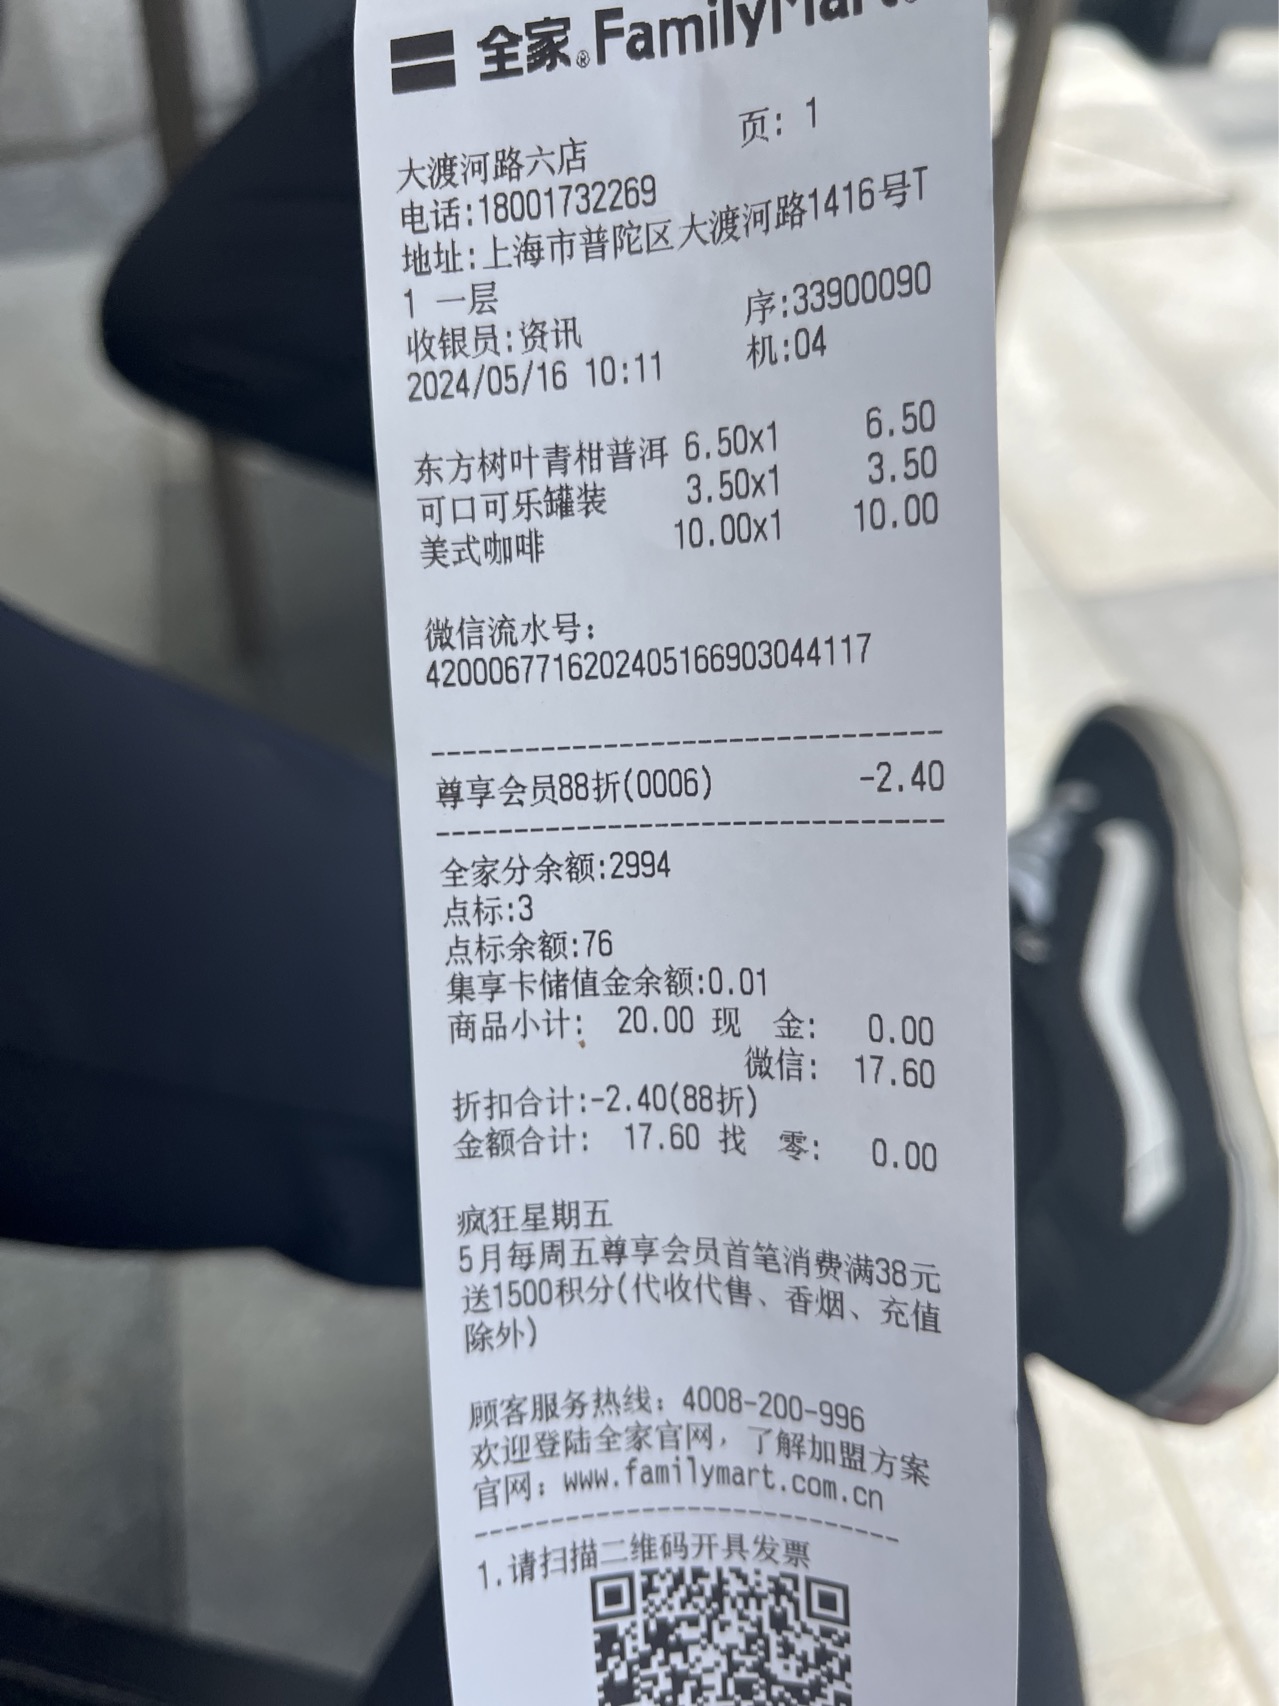 全家® FamilyMart
页: 1
大渡河路六店
电话:18001732269
地址:上海市普陀区大渡河路1416号T
1 一层
序:33900090
收银员:资讯
机:04
2024/05/16 10:11
东方树叶青柑普洱 6.50x1 6.50
可口可乐罐装 3.50x1 3.50
美式咖啡 10.00x1 10.00
微信流水号:
4200067716202405166903044117
尊享会员88折(0006) -2.40
全家分余额:2994
点标:3
点标余额:76
集享卡储值金余额:0.01
商品小计: 20.00 现 金: 0.00
微信: 17.60
折扣合计:-2.40(88折)
金额合计: 17.60 找 零: 0.00
疯狂星期五
5月每周五尊享会员首笔消费满38元
送1500积分(代收代售、香烟、充值
除外)
顾客服务热线: 4008-200-996
欢迎登陆全家官网，了解加盟方案
官网: www.familymart.com.cn
1.请扫描二维码开具发票